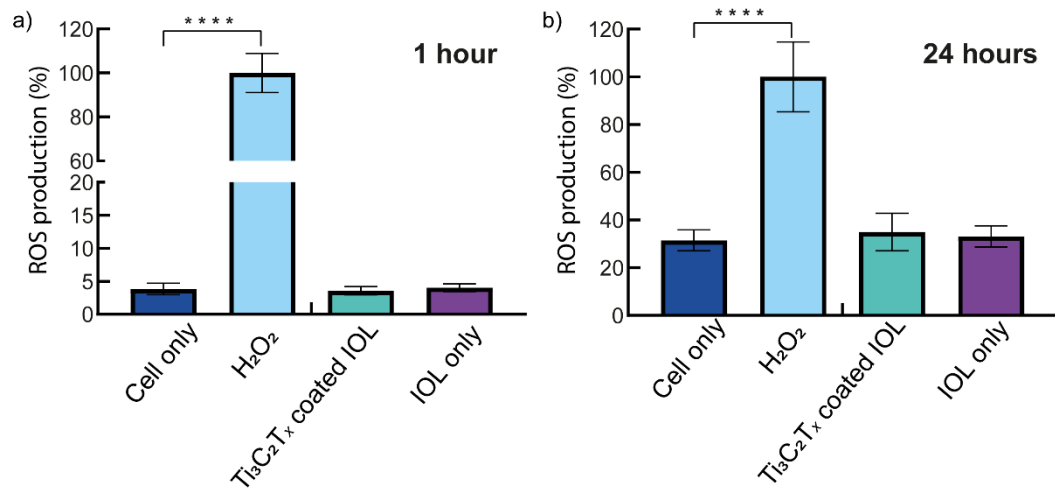 a)
****
1 hour
ROS production (%)
120
100
80
60
20
15
10
5
0
Cell only
H₂O₂
Ti₃C₂Tₓ coated IOL
IOL only
b)
****
24 hours
ROS production (%)
120
100
80
60
40
20
0
Cell only
H₂O₂
Ti₃C₂Tₓ coated IOL
IOL only